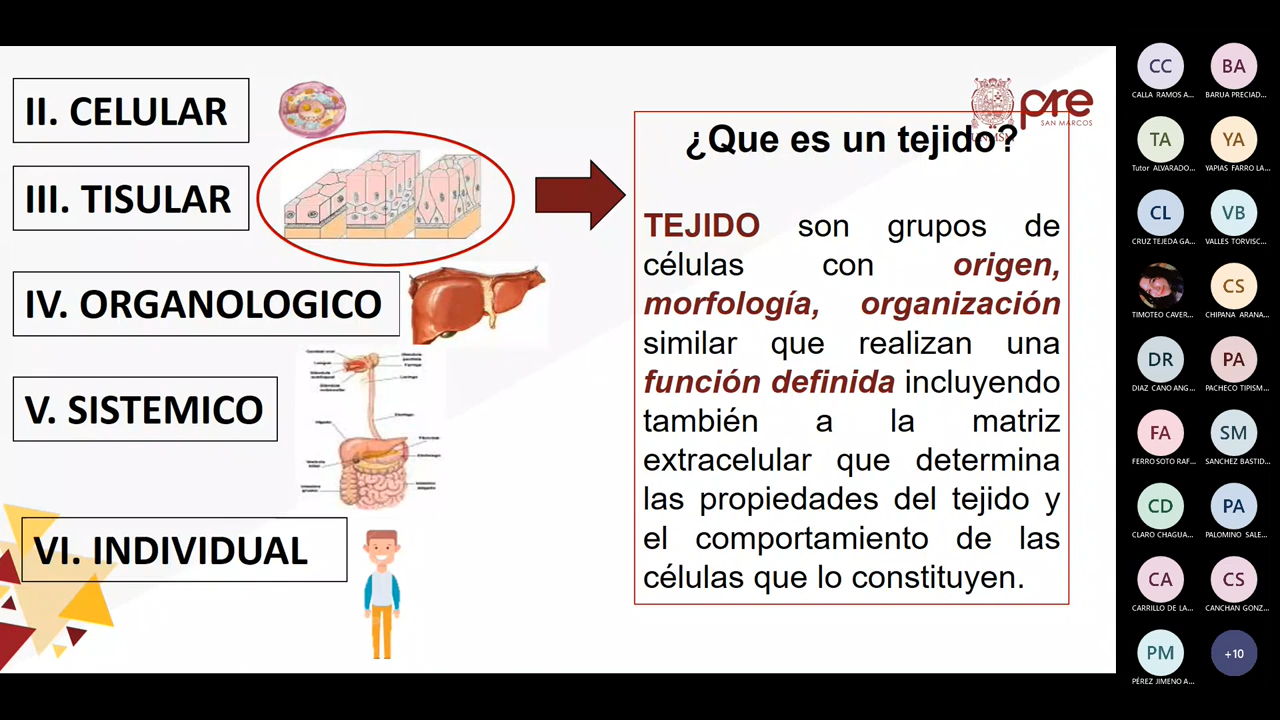 II. CELULAR
III. TISULAR
IV. ORGANOLOGICO
V. SISTEMICO
VI. INDIVIDUAL
pre
SAN MARCOS
¿Que es un tejido?
TEJIDO son grupos de
células con origen,
morfología, organización
similar que realizan una
función definida incluyendo
también a la matriz
extracelular que determina
las propiedades del tejido y
el comportamiento de las
células que lo constituyen.
CC
CALLA RAMOS A...
BA
BARUA PRECIAD...
TA
Tutor ALVARADO...
YA
YAPIAS FARRO LA...
CL
CRUZ TEJEDA GA...
VB
VALLES TORVISC...
TIMOTEO CAVER...
CS
CHIPANA ARANA...
DR
DIAZ CANO ANG...
PA
PACHECO TIPISM...
FA
FERRO SOTO RAF...
SM
SANCHEZ BASTID...
CD
CLARO CHAGUA...
PA
PALOMINO SALE...
CA
CARRILLO DE LA...
CS
CANCHAN GONZ...
PM
PÉREZ JIMENO A...
+10